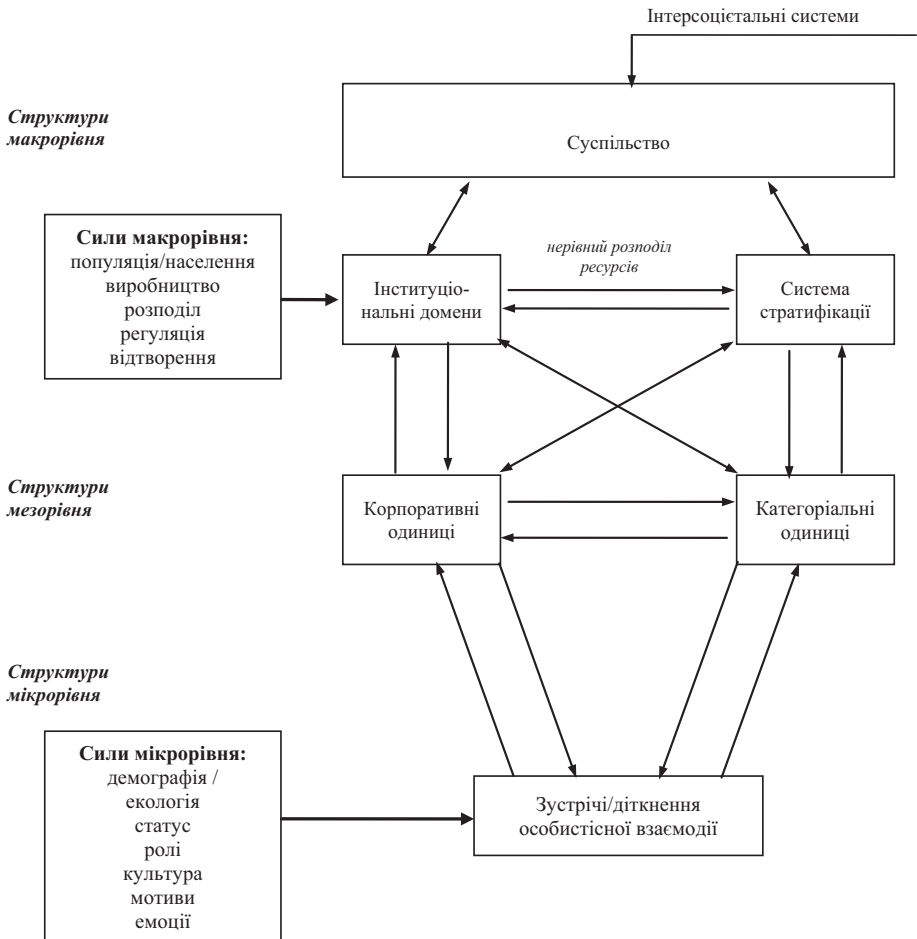 Інтерсоцієтальні системи
Структури
макрорівня
Суспільство
Сили макрорівня:
популяція/населення
виробництво
розподіл
регуляція
відтворення
нерівний розподіл
ресурсів
Інституціо-
нальні домени
Система
стратифікації
Структури
мезорівня
Корпоративні
одиниці
Категоріальні
одиниці
Структури
мікрорівня
Сили мікрорівня:
демографія /
екологія
статус
ролі
культура
мотиви
емоції
Зустрічі/діткнення
особистісної взаємодії